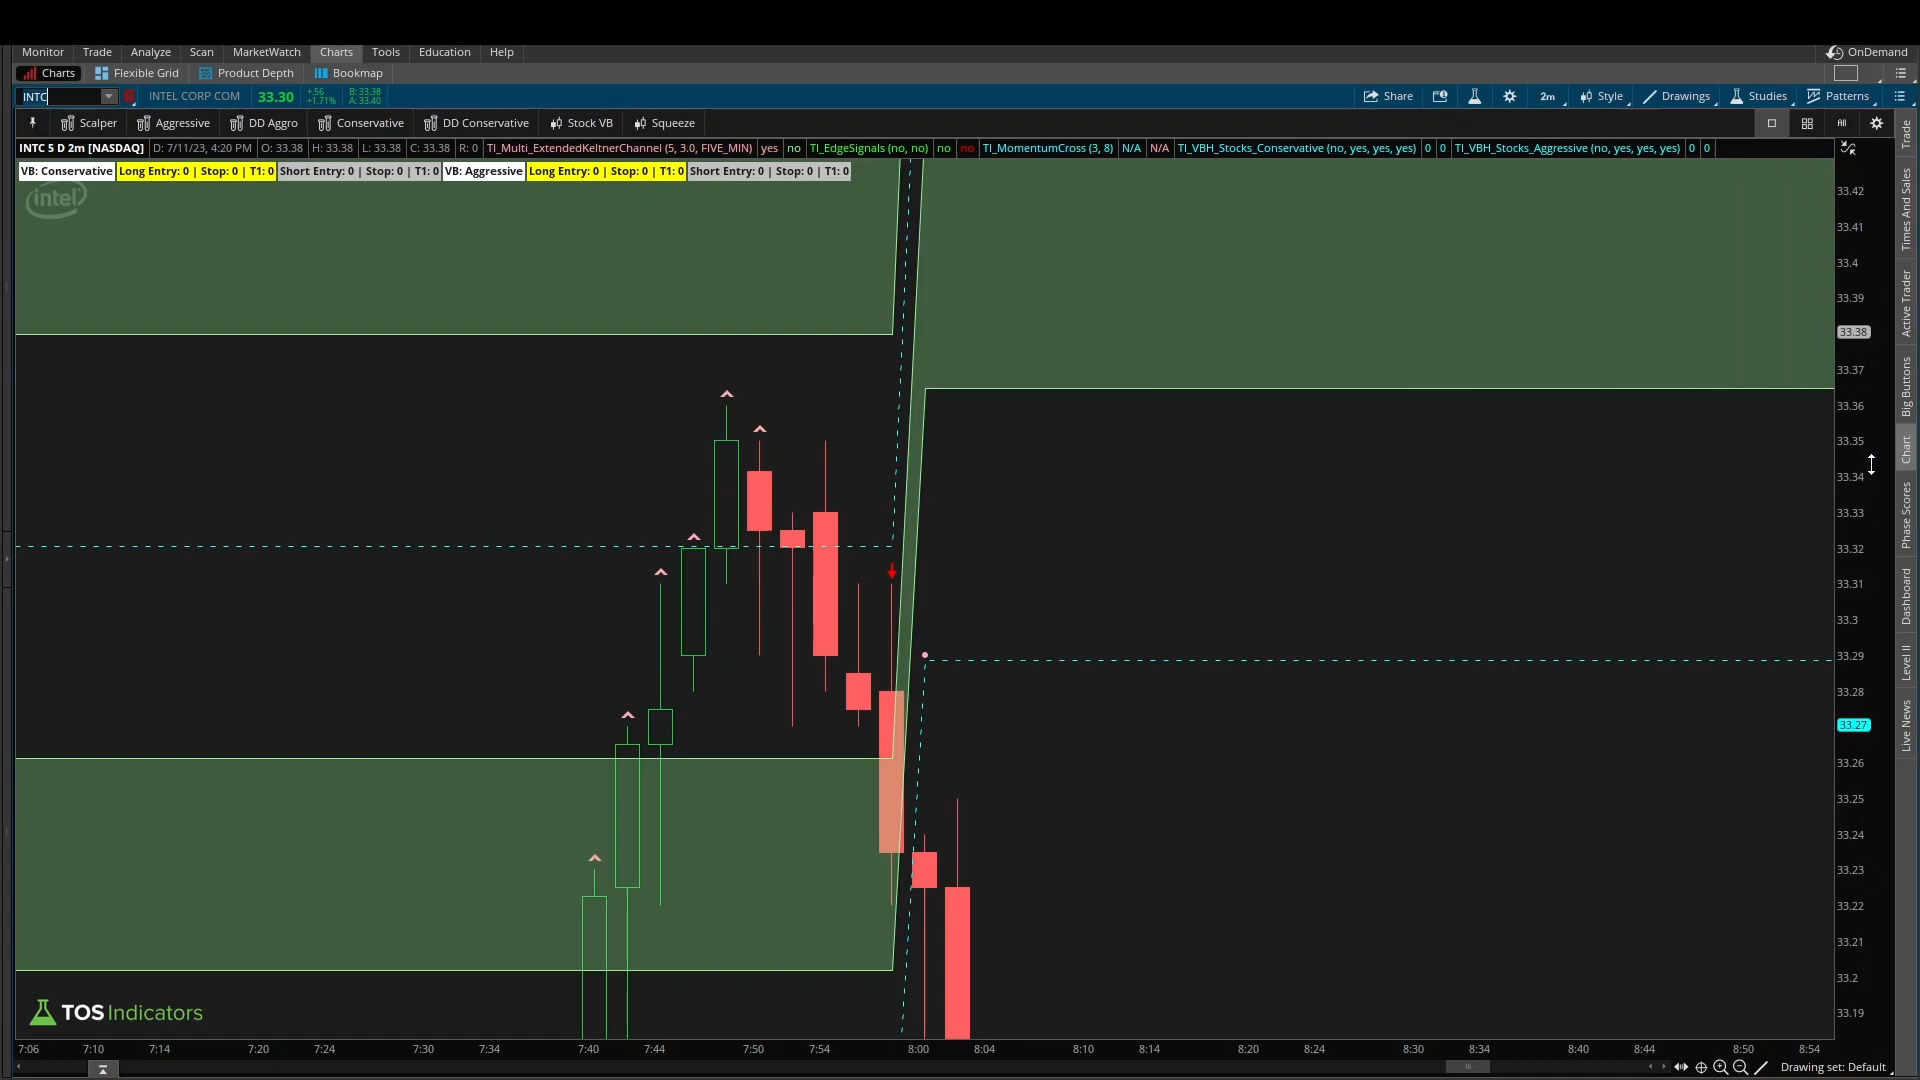 Monitor Trade Analyze Scan MarketWatch Charts Tools Education Help OnDemand
Charts Flexible Grid Product Depth Bookmap
INTC INTEL CORP COM 33.30 +.56 +1.71% B: 33.38 A: 33.40 Share 2m Style Drawings Studies Patterns
Scalper Aggressive DD Aggro Conservative DD Conservative Stock VB Squeeze All
INTC 5 D 2m [NASDAQ] D: 7/11/23, 4:20 PM O: 33.38 H: 33.38 L: 33.38 C: 33.38 R: 0 TI_Multi_ExtendedKeltnerChannel (5, 3.0, FIVE_MIN) yes no TI_EdgeSignals (no, no) no no TI_MomentumCross (3, 8) N/A N/A TI_VBH_Stocks_Conservative (no, yes, yes, yes) 0 0 TI_VBH_Stocks_Aggressive (no, yes, yes, yes) 0 0
VB: Conservative Long Entry: 0 | Stop: 0 | T1: 0 Short Entry: 0 | Stop: 0 | T1: 0 VB: Aggressive Long Entry: 0 | Stop: 0 | T1: 0 Short Entry: 0 | Stop: 0 | T1: 0
intel
33.42
33.41
33.4
33.39
33.38
33.37
33.36
33.35
33.34
33.33
33.32
33.31
33.3
33.29
33.28
33.27
33.26
33.25
33.24
33.23
33.22
33.21
33.2
33.19
Trade
Times And Sales
Active Trader
Big Buttons
Chart
Phase Scores
Dashboard
Level II
Live News
TOS Indicators
7:06 7:10 7:14 7:20 7:24 7:30 7:34 7:40 7:44 7:50 7:54 8:00 8:04 8:10 8:14 8:20 8:24 8:30 8:34 8:40 8:44 8:50 8:54
Drawing set: Default